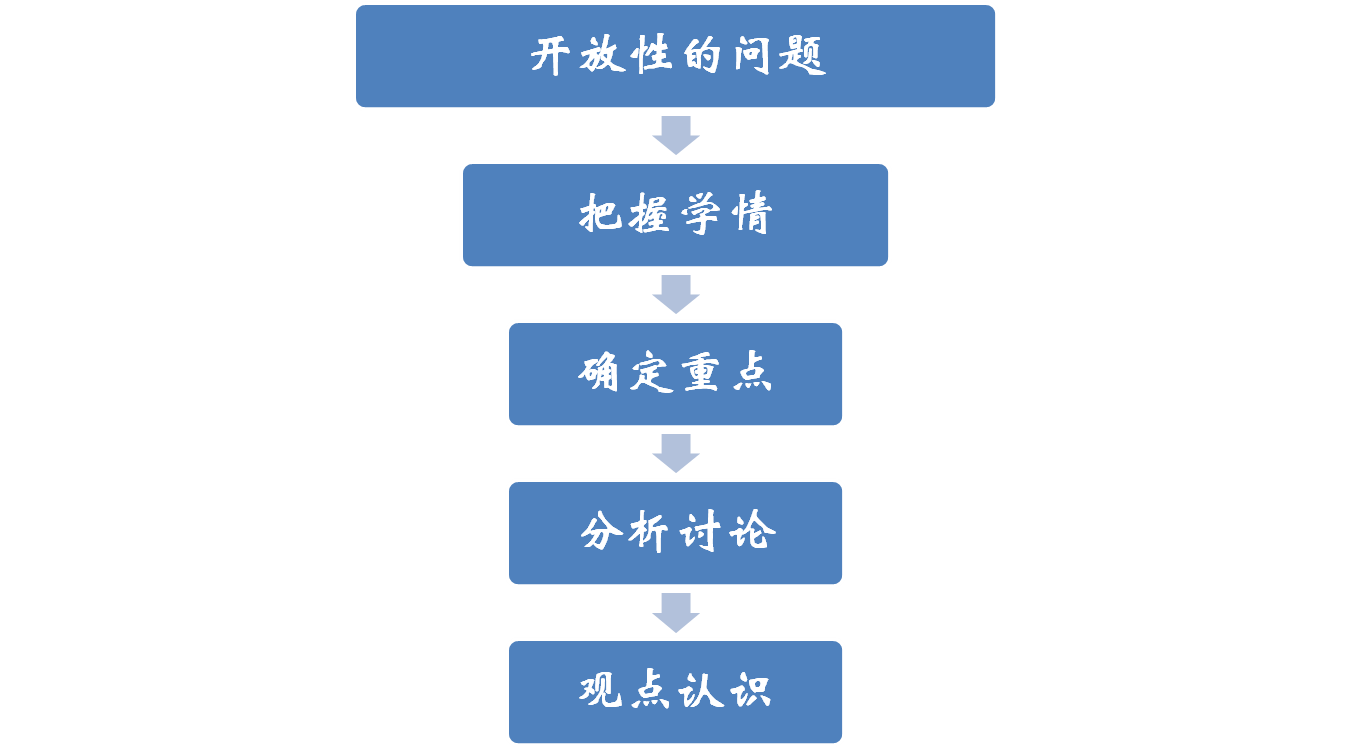 开放性的问题
把握学情
确定重点
分析讨论
观点认识